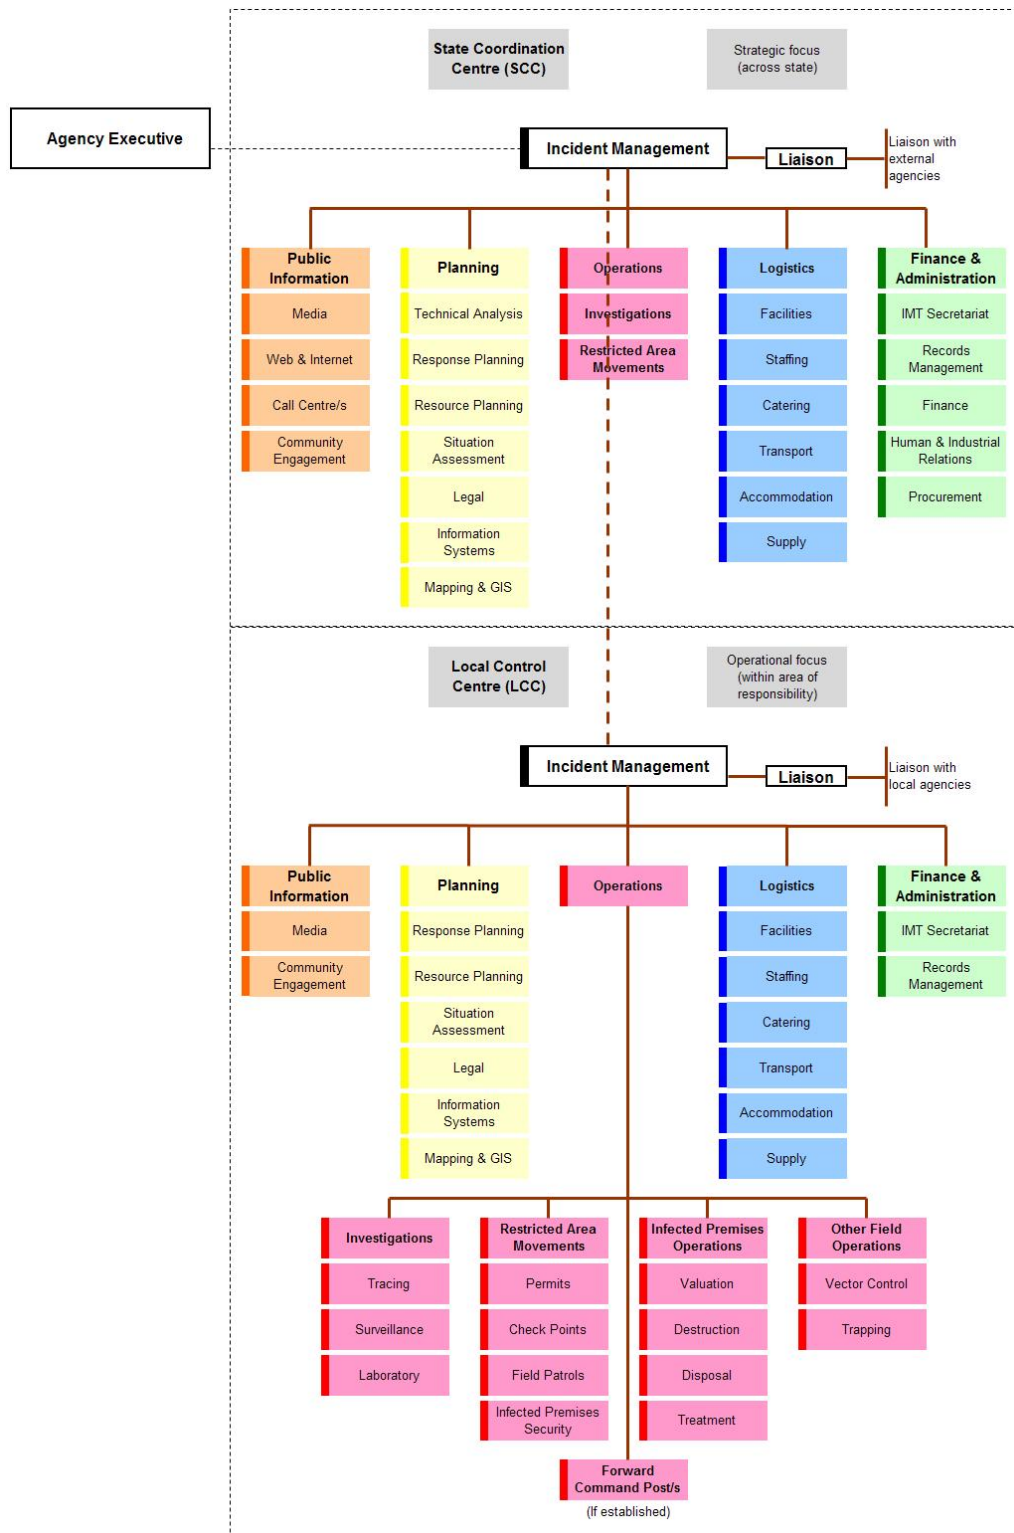 State Coordination
Centre (SCC)
Strategic focus
(across state)
Agency Executive
Incident Management
Liaison
Liaison with
external
agencies
Public
Information
Media
Web & Internet
Call Centre/s
Community
Engagement
Planning
Technical Analysis
Response Planning
Resource Planning
Situation
Assessment
Legal
Information
Systems
Mapping & GIS
Operations
Investigations
Restricted Area
Movements
Logistics
Facilities
Staffing
Catering
Transport
Accommodation
Supply
Finance &
Administration
IMT Secretariat
Records
Management
Finance
Human & Industrial
Relations
Procurement
Local Control
Centre (LCC)
Operational focus
(within area of
responsibility)
Incident Management
Liaison
Liaison with
local agencies
Public
Information
Media
Community
Engagement
Planning
Response Planning
Resource Planning
Situation
Assessment
Legal
Information
Systems
Mapping & GIS
Operations
Logistics
Facilities
Staffing
Catering
Transport
Accommodation
Supply
Finance &
Administration
IMT Secretariat
Records
Management
Investigations
Tracing
Surveillance
Laboratory
Restricted Area
Movements
Permits
Check Points
Field Patrols
Infected Premises
Security
Infected Premises
Operations
Valuation
Destruction
Disposal
Treatment
Other Field
Operations
Vector Control
Trapping
Forward
Command Post/s
(If established)